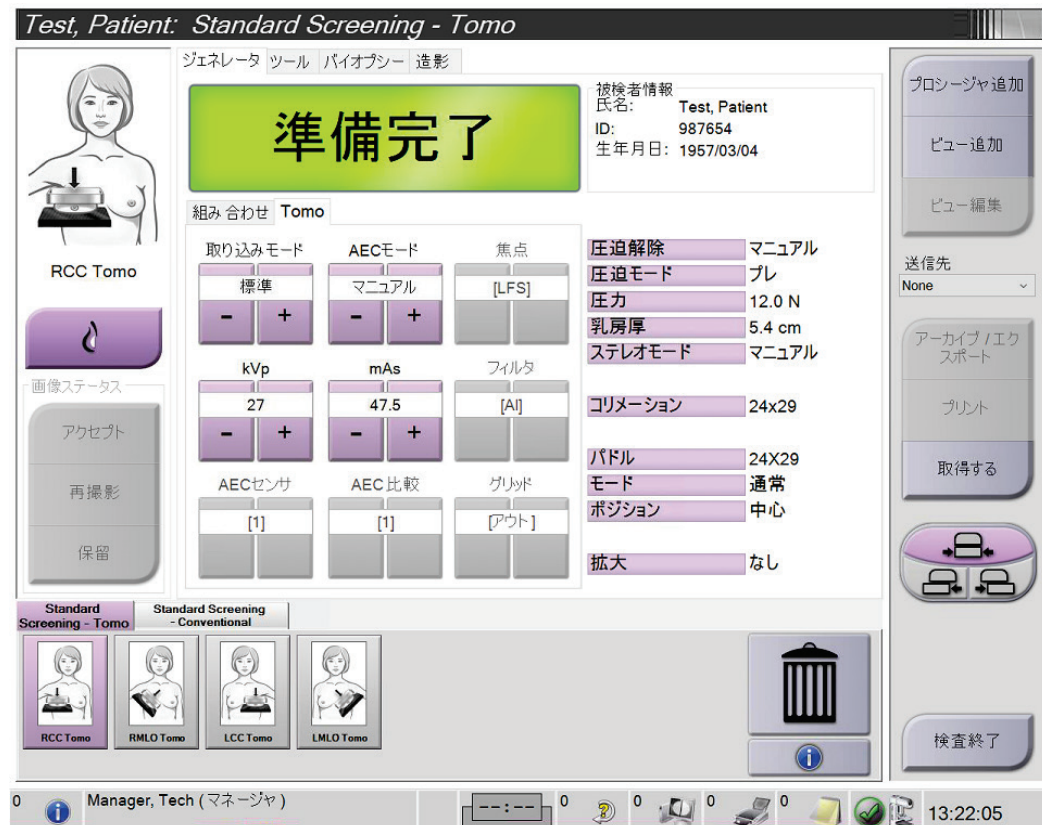 Test, Patient: Standard Screening - Tomo
ジェネレータ ツール バイオプシー 造影
準備完了
被検者情報
氏名: Test, Patient
ID: 987654
生年月日: 1957/03/04
プロシージャ追加
ビュー追加
ビュー編集
RCC Tomo
組み合わせ Tomo
取り込みモード AECモード 焦点
標準 マニュアル [LFS]
- + - +
kVp mAs フィルタ
27 47.5 [Al]
- + - +
AECセンサ AEC比較 グリッド
[1] [1] [アウト]
圧迫解除 マニュアル
圧迫モード プレ
圧力 12.0 N
乳房厚 5.4 cm
ステレオモード マニュアル
コリメーション 24x29
パドル 24X29
モード 通常
ポジション 中心
拡大 なし
送信先
None
アーカイブ / エク
スポート
プリント
取得する
画像ステータス
アクセプト
再撮影
保留
Standard
Screening - Tomo
Standard Screening
- Conventional
RCC Tomo RMLO Tomo LCC Tomo LMLO Tomo
検査終了
0 Manager, Tech (マネージャ) --:-- 0 0 0 0 13:22:05